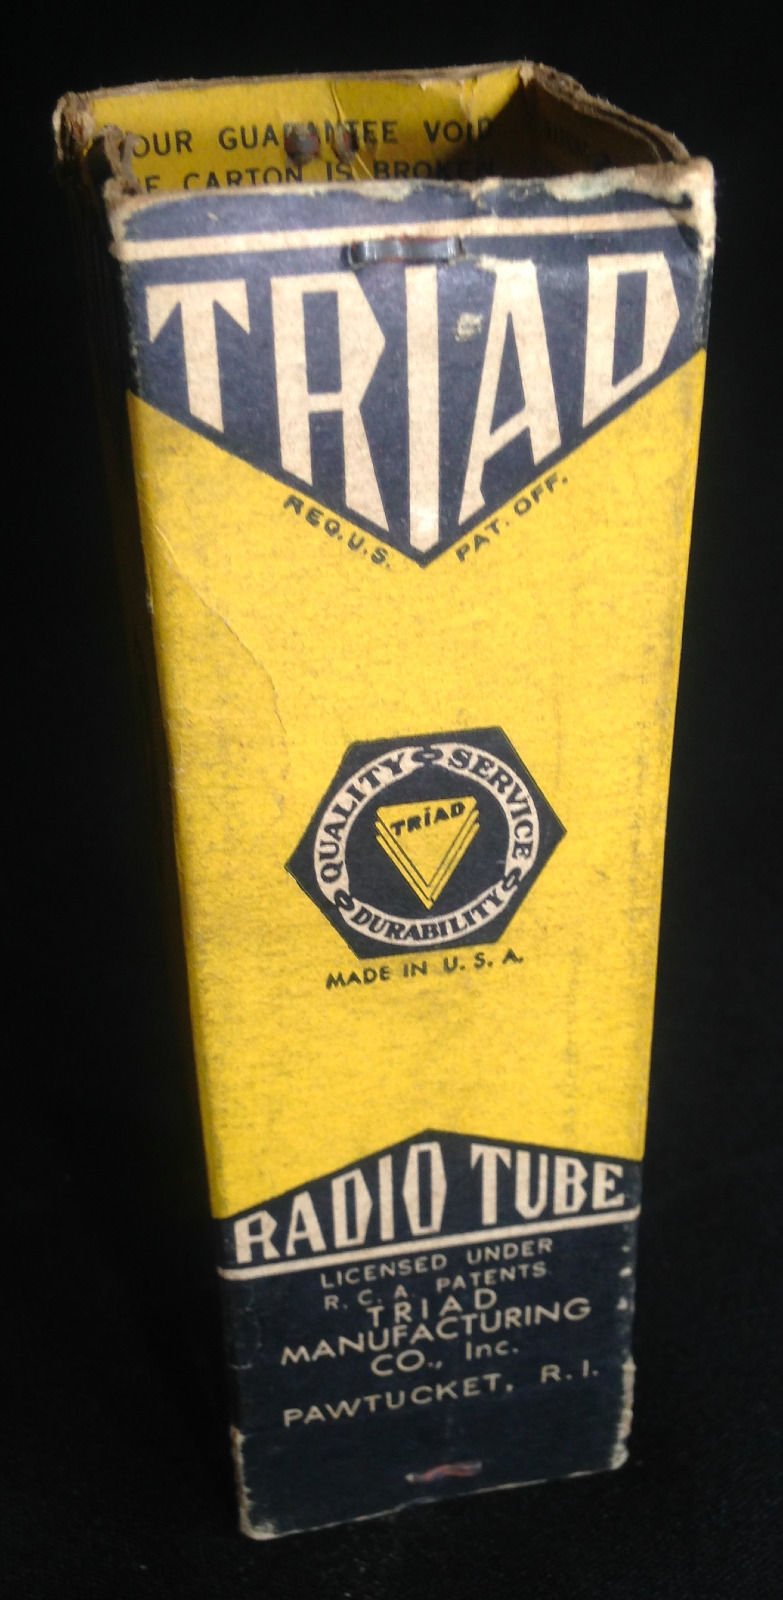 OUR GUARANTEE VOID
CARTON IS BROKEN
TRIAD
REG. U.S. PAT. OFF.
QUALITY SERVICE
TRIAD
DURABILITY
MADE IN U. S. A.
RADIO TUBE
LICENSED UNDER
R. C. A. PATENTS
TRIAD
MANUFACTURING
CO., Inc.
PAWTUCKET, R. I.